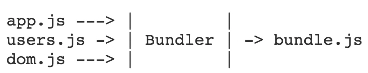 app.js ---> |         |
users.js -> | Bundler | -> bundle.js
dom.js ---> |         |